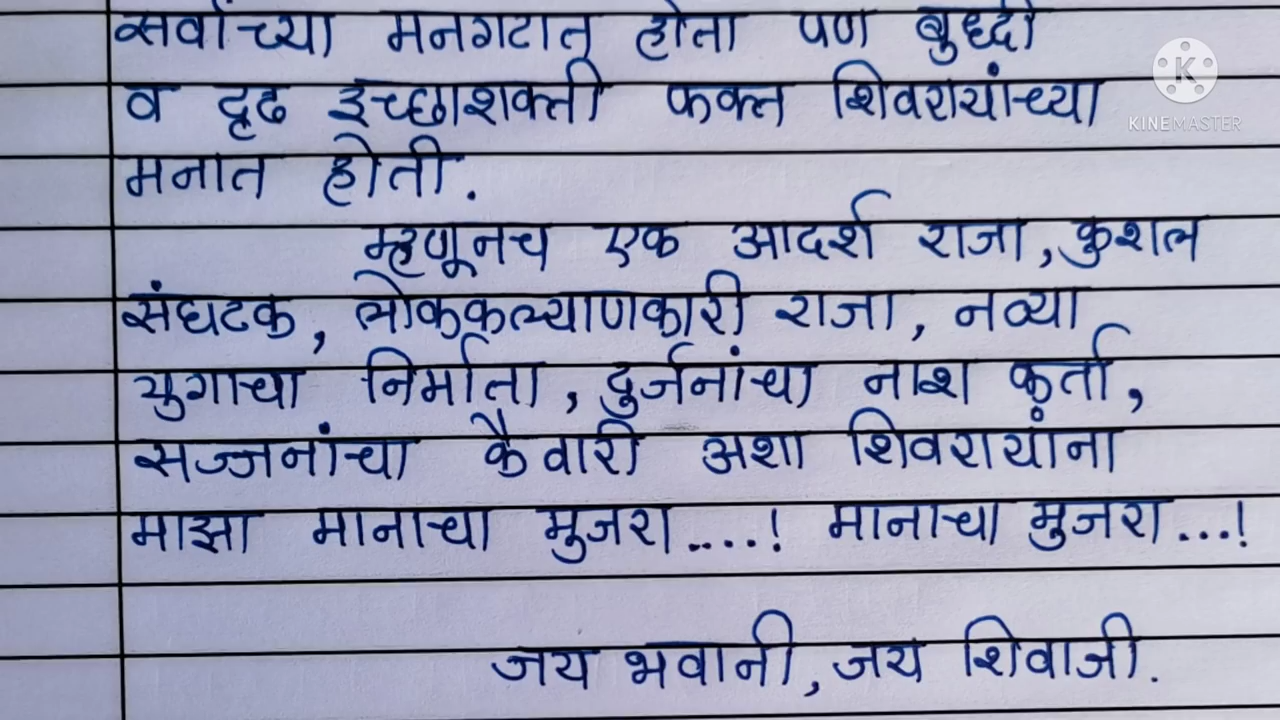 सर्वांच्या मनगटात होता पण बुध्दी
व दृढ इच्छाशक्ती फक्त शिवरायांच्या
मनात होती.
म्हणूनच एक आदर्श राजा, कुशल
संघटक, लोककल्याणकारी राजा, नव्या
युगाचा निर्माता, दुर्जनांचा नाश कर्ता,
सज्जनांचा कैवारी अशा शिवरायांना
माझा मानाचा मुजरा....! मानाचा मुजरा...!
जय भवानी, जय शिवाजी.
K
KINEMASTER